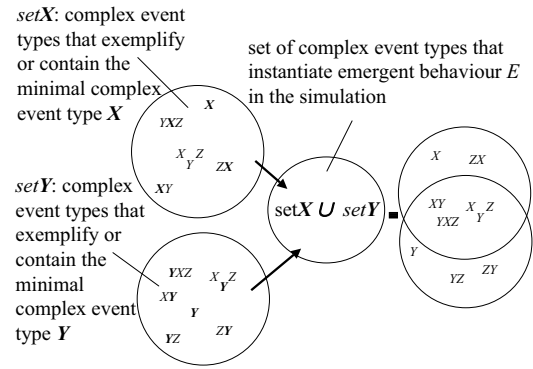 setX: complex event
types that exemplify
or contain the
minimal complex
event type X
X
YXZ
X Y Z
ZX
XY
set of complex event types that
instantiate emergent behaviour E
in the simulation
setX ∪ setY
X
ZX
XY
X Y Z
YXZ
Y
YZ
ZY
setY: complex
event types that
exemplify or
contain the
minimal
complex event
type Y
YXZ
X Y Z
XY
Y
YZ
ZY